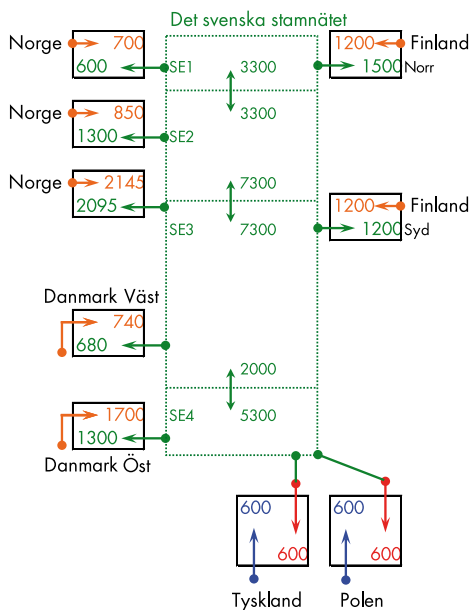 Det svenska stamnätet
Norge 700
600 SE1
3300
3300
1200 Finland
1500 Norr
Norge 850
1300 SE2
Norge 2145
2095 SE3
7300
7300
1200 Finland
1200 Syd
Danmark Väst
740
680
2000
5300
1700 SE4
1300
Danmark Öst
600
600
Tyskland
600
600
Polen